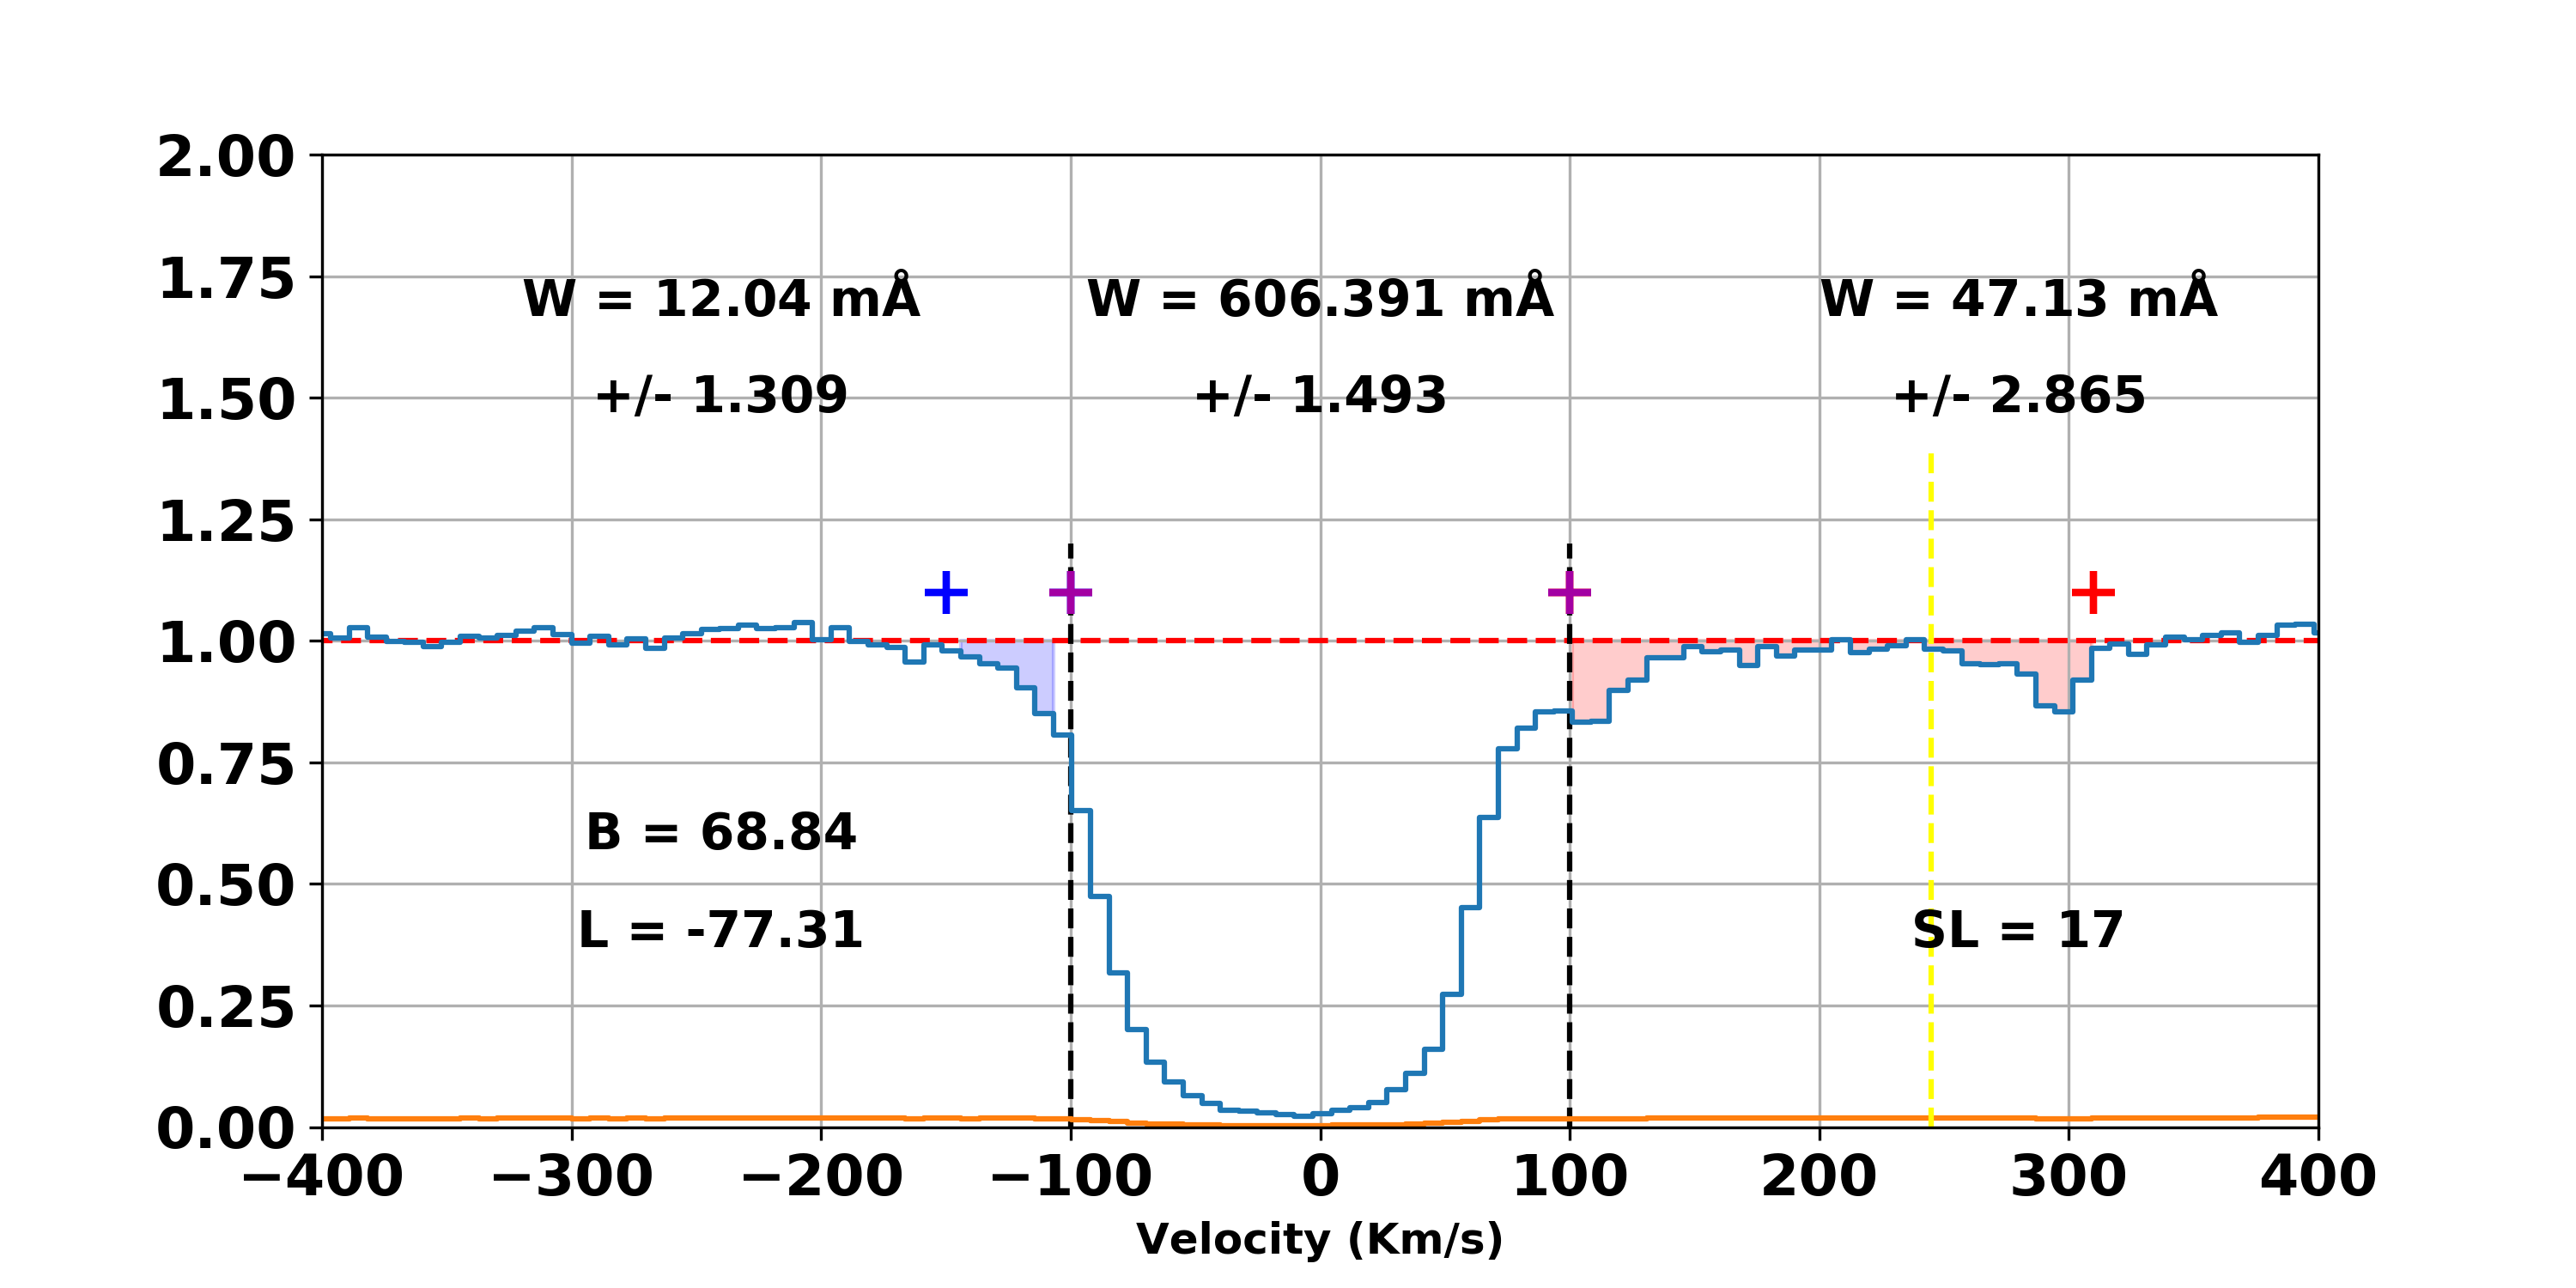 2.00
1.75
1.50
1.25
1.00
0.75
0.50
0.25
0.00
W = 12.04 mÅ
+/- 1.309
W = 606.391 mÅ
+/- 1.493
W = 47.13 mÅ
+/- 2.865
B = 68.84
L = -77.31
SL = 17
−400 −300 −200 −100 0 100 200 300 400
Velocity (Km/s)